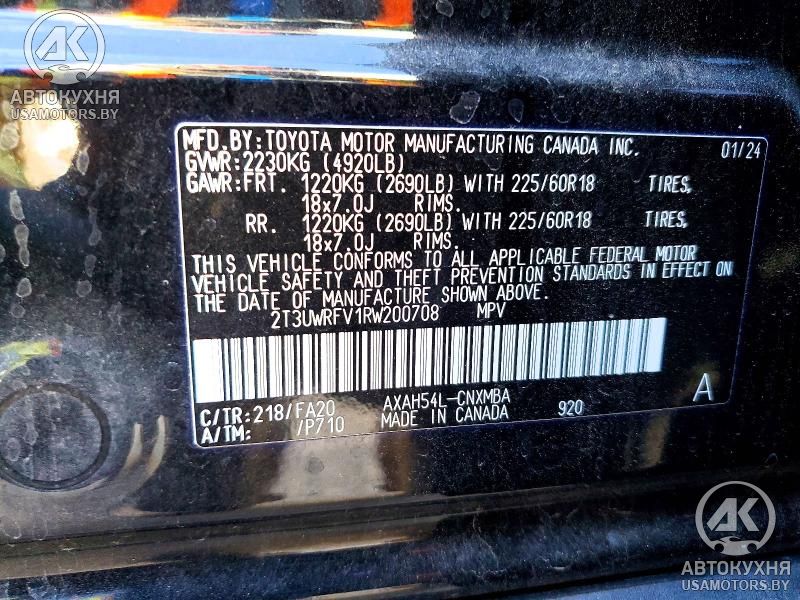 AK
АВТОКУХНЯ
USAMOTORS.BY
MFD.BY:TOYOTA MOTOR MANUFACTURING CANADA INC. 01/24
GVWR:2230KG (4920LB)
GAWR:FRT. 1220KG (2690LB) WITH 225/60R18 TIRES,
18x7.0J RIMS.
RR. 1220KG (2690LB) WITH 225/60R18 TIRES,
18x7.0J RIMS.
THIS VEHICLE CONFORMS TO ALL APPLICABLE FEDERAL MOTOR
VEHICLE SAFETY AND THEFT PREVENTION STANDARDS IN EFFECT ON
THE DATE OF MANUFACTURE SHOWN ABOVE.
2T3UWRFV1RW200708 MPV
C/TR:218/FA20 AXAH54L-CNXMBA A
A/TM: /P710 MADE IN CANADA 920
AK
АВТОКУХНЯ
USAMOTORS.BY